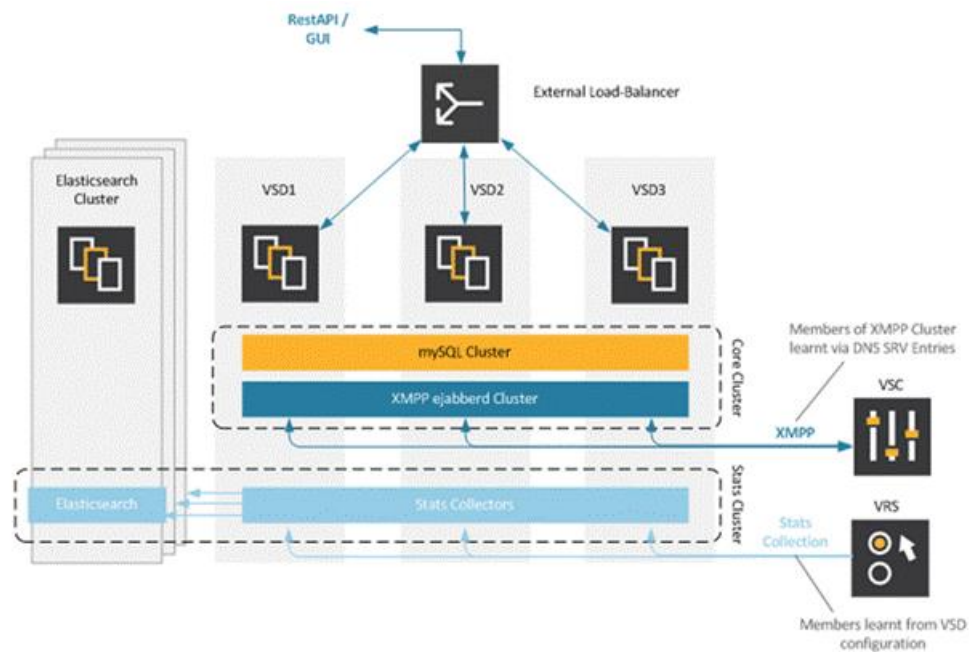 RestAPI /
GUI
External Load-Balancer
Elasticsearch
Cluster
VSD1
VSD2
VSD3
mySQL Cluster
XMPP ejabberd Cluster
Core Cluster
Members of XMPP Cluster
learnt via DNS SRV Entries
VSC
XMPP
Elasticsearch
Stats Collectors
Stats Cluster
Stats
Collection
VRS
Members learnt from VSD
configuration